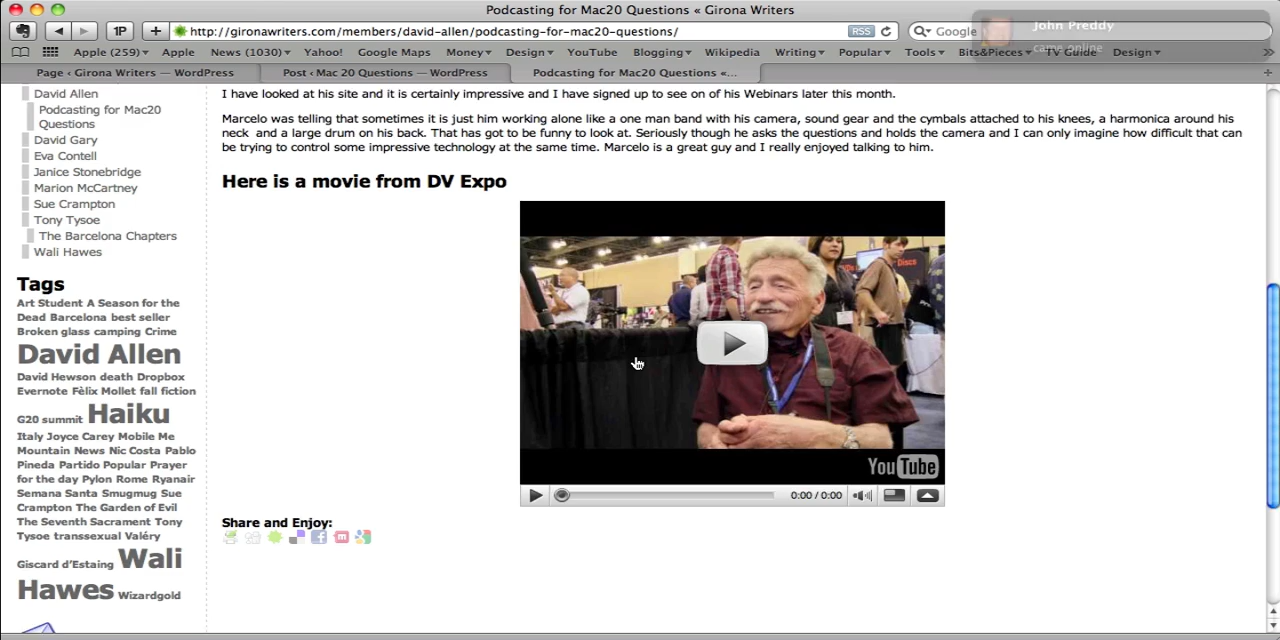 Podcasting for Mac20 Questions « Girona Writers
1P
+
http://gironawriters.com/members/david-allen/podcasting-for-mac20-questions/
RSS
Google
John Preddy
came online
Apple (259)
Apple
News (1030)
Yahoo!
Google Maps
Money
Design
YouTube
Blogging
Wikipedia
Writing
Popular
Tools
Bits&Pieces
TV Guide
Design
Page ‹ Girona Writers — WordPress
Post ‹ Mac 20 Questions — WordPress
Podcasting for Mac20 Questions «...
David Allen
Podcasting for Mac20
Questions
David Gary
Eva Contell
Janice Stonebridge
Marion McCartney
Sue Crampton
Tony Tysoe
The Barcelona Chapters
Wali Hawes
Tags
Art Student A Season for the
Dead Barcelona best seller
Broken glass camping Crime
David Allen
David Hewson death Dropbox
Evernote Fèlix Mollet fall fiction
G20 summit Haiku
Italy Joyce Carey Mobile Me
Mountain News Nic Costa Pablo
Pineda Partido Popular Prayer
for the day Pylon Rome Ryanair
Semana Santa Smugmug Sue
Crampton The Garden of Evil
The Seventh Sacrament Tony
Tysoe transsexual Valéry
Giscard d'Estaing Wali
Hawes Wizardgold
I have looked at his site and it is certainly impressive and I have signed up to see on of his Webinars later this month.
Marcelo was telling that sometimes it is just him working alone like a one man band with his camera, sound gear and the cymbals attached to his knees, a harmonica around his
neck and a large drum on his back. That has got to be funny to look at. Seriously though he asks the questions and holds the camera and I can only imagine how difficult that can
be trying to control some impressive technology at the same time. Marcelo is a great guy and I really enjoyed talking to him.
Here is a movie from DV Expo
Discs
YouTube
0:00 / 0:00
Share and Enjoy: